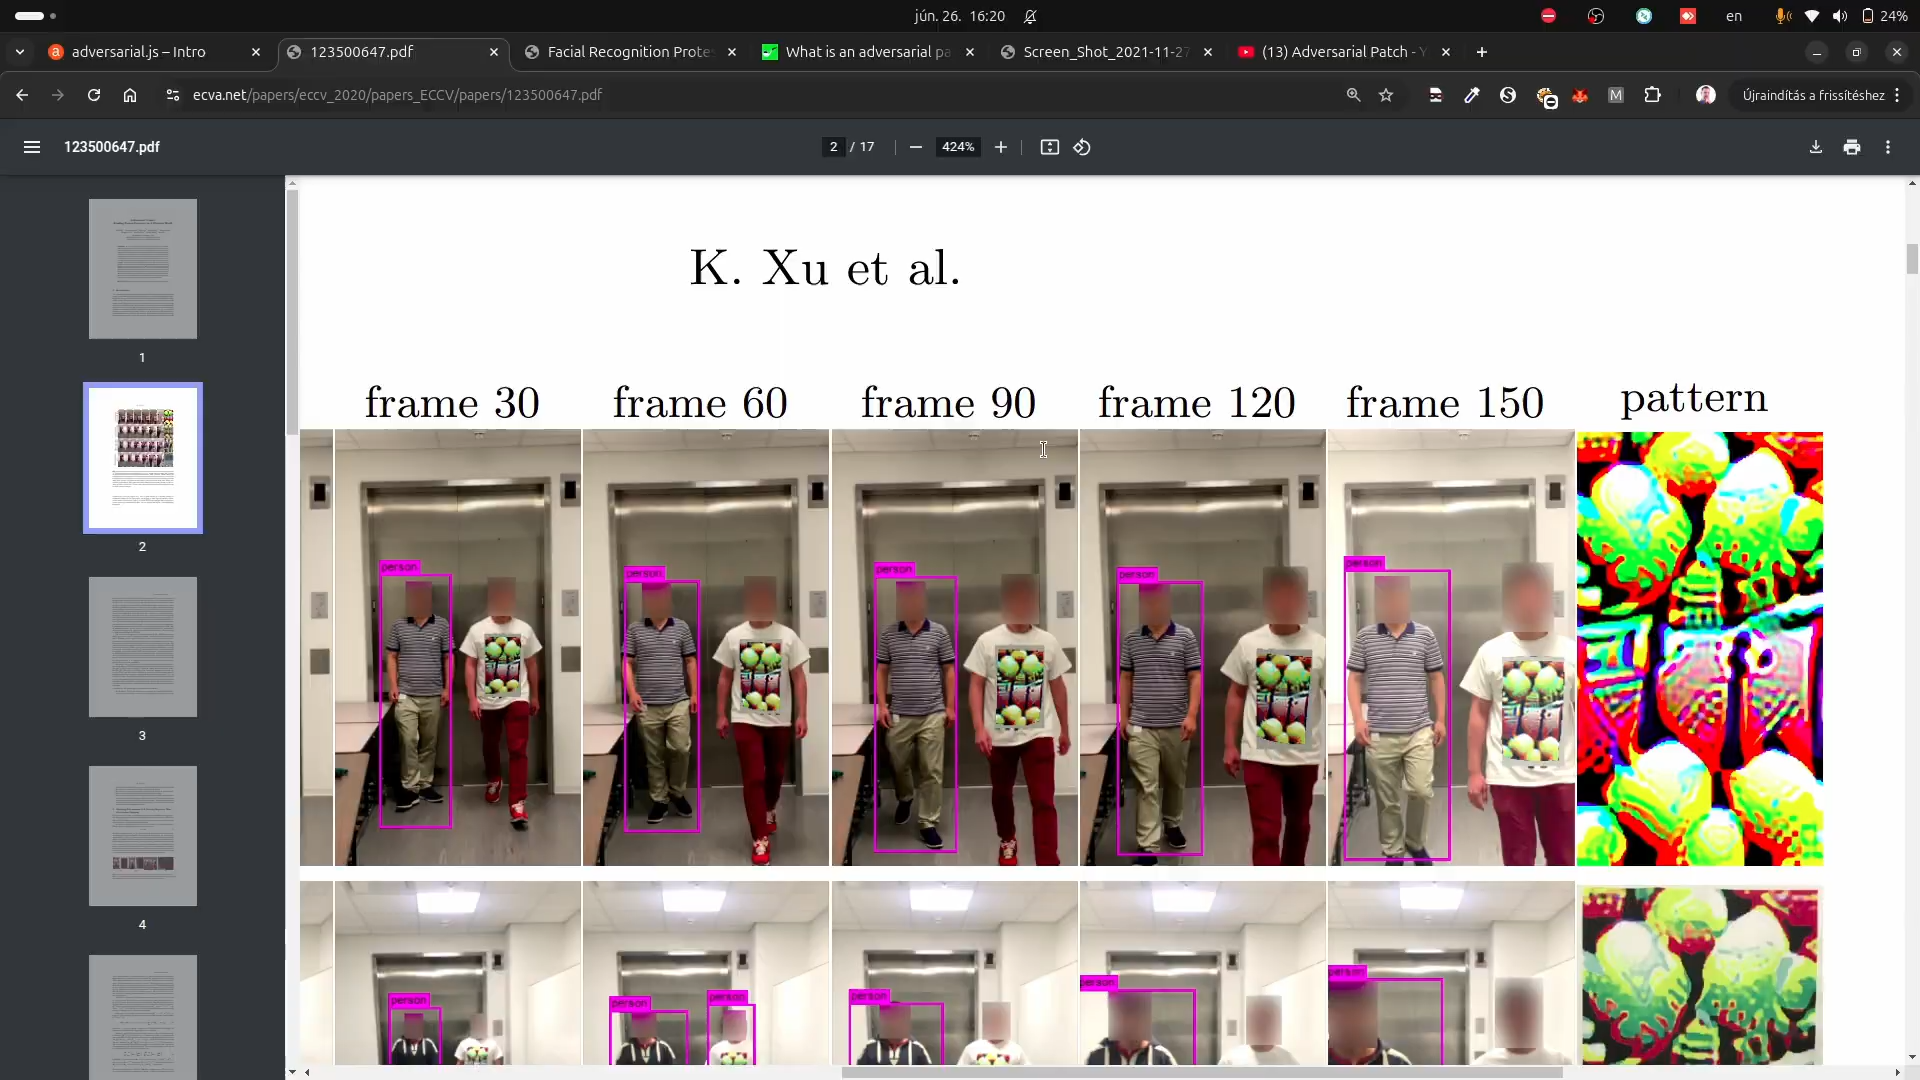 jún. 26. 16:20
en
24%
adversarial.js – Intro
123500647.pdf
Facial Recognition Prote
What is an adversarial pa
Screen_Shot_2021-11-27
(13) Adversarial Patch - Y
ecva.net/papers/eccv_2020/papers_ECCV/papers/123500647.pdf
Újraindítás a frissítéshez
123500647.pdf
2 / 17
424%
1
2
3
4
K. Xu et al.
frame 30 frame 60 frame 90 frame 120 frame 150 pattern
person person person person person
person person person person person person